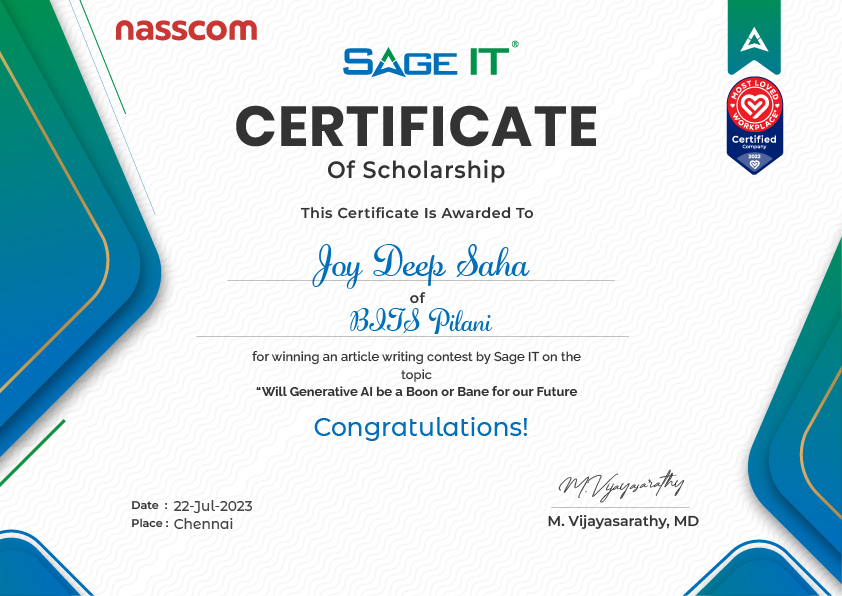 nasscom
SAGE IT®
MOST LOVED
WORKPLACE
Certified
Company
2022
CERTIFICATE
Of Scholarship
This Certificate Is Awarded To
Joy Deep Saha
of
BITS Pilani
for winning an article writing contest by Sage IT on the
topic
“Will Generative AI be a Boon or Bane for our Future
Congratulations!
Date : 22-Jul-2023
Place : Chennai
M. Vijayasarathy
M. Vijayasarathy, MD